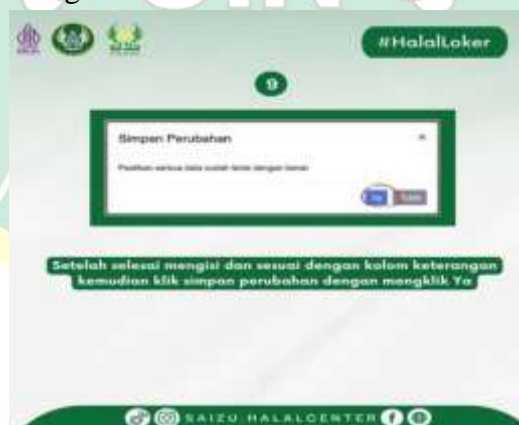 #HalalLoker
9
Simpan Perubahan
×
Pastikan semua data sudah terisi dengan benar
Ya
Setelah selesai mengisi dan sesuai dengan kolom keterangan
kemudian klik simpan perubahan dengan mengklik Ya
SAIZU HALALCENTER